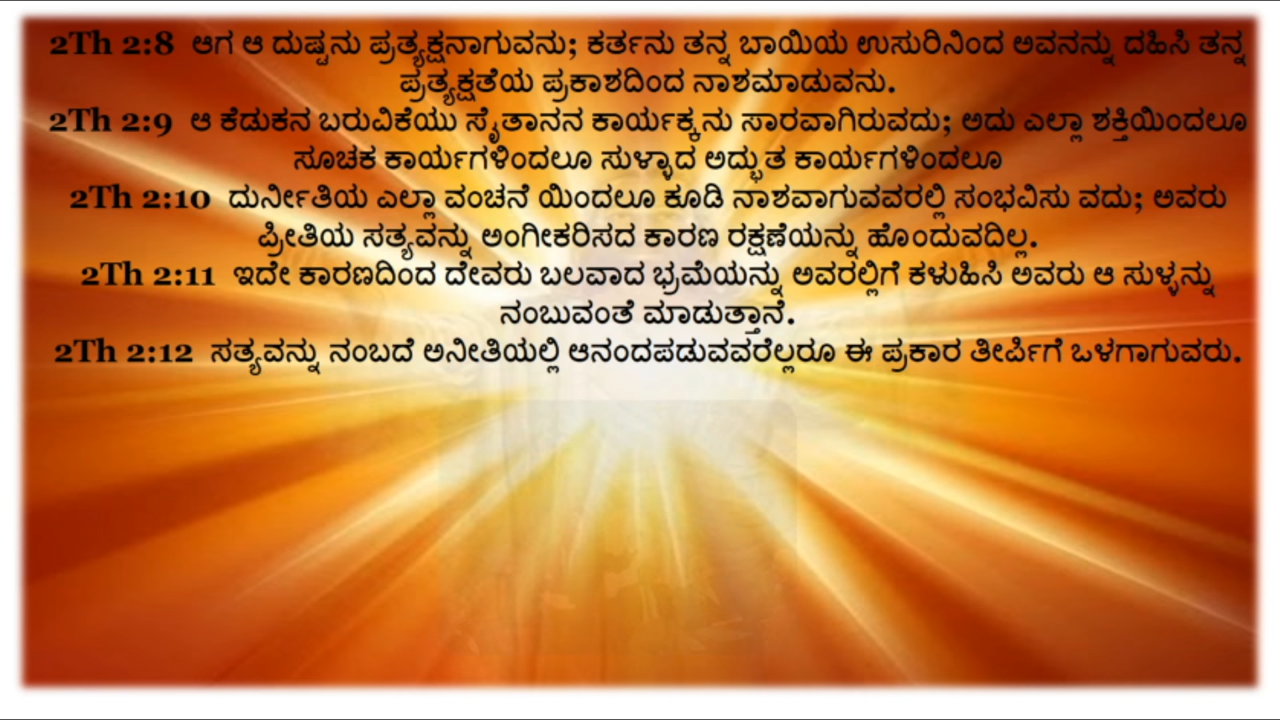 2Th 2:8 ಆಗ ಆ ದುಷ್ಟನು ಪ್ರತ್ಯಕ್ಷನಾಗುವನು; ಕರ್ತನು ತನ್ನ ಬಾಯಿಯ ಉಸುರಿನಿಂದ ಅವನನ್ನು ದಹಿಸಿ ತನ್ನ
ಪ್ರತ್ಯಕ್ಷತೆಯ ಪ್ರಕಾಶದಿಂದ ನಾಶಮಾಡುವನು.
2Th 2:9 ಆ ಕೆಡುಕನ ಬರುವಿಕೆಯು ಸೈತಾನನ ಕಾರ್ಯಕ್ಕನು ಸಾರವಾಗಿರುವದು; ಅದು ಎಲ್ಲಾ ಶಕ್ತಿಯಿಂದಲೂ
ಸೂಚಕ ಕಾರ್ಯಗಳಿಂದಲೂ ಸುಳ್ಳಾದ ಅದ್ಭುತ ಕಾರ್ಯಗಳಿಂದಲೂ
2Th 2:10 ದುರ್ನೀತಿಯ ಎಲ್ಲಾ ವಂಚನೆ ಯಿಂದಲೂ ಕೂಡಿ ನಾಶವಾಗುವವರಲ್ಲಿ ಸಂಭವಿಸು ವದು; ಅವರು
ಪ್ರೀತಿಯ ಸತ್ಯವನ್ನು ಅಂಗೀಕರಿಸದ ಕಾರಣ ರಕ್ಷಣೆಯನ್ನು ಹೊಂದುವದಿಲ್ಲ.
2Th 2:11 ಇದೇ ಕಾರಣದಿಂದ ದೇವರು ಬಲವಾದ ಭ್ರಮೆಯನ್ನು ಅವರಲ್ಲಿಗೆ ಕಳುಹಿಸಿ ಅವರು ಆ ಸುಳ್ಳನ್ನು
ನಂಬುವಂತೆ ಮಾಡುತ್ತಾನೆ.
2Th 2:12 ಸತ್ಯವನ್ನು ನಂಬದೆ ಅನೀತಿಯಲ್ಲಿ ಆನಂದಪಡುವವರೆಲ್ಲರೂ ಈ ಪ್ರಕಾರ ತೀರ್ಪಿಗೆ ಒಳಗಾಗುವರು.